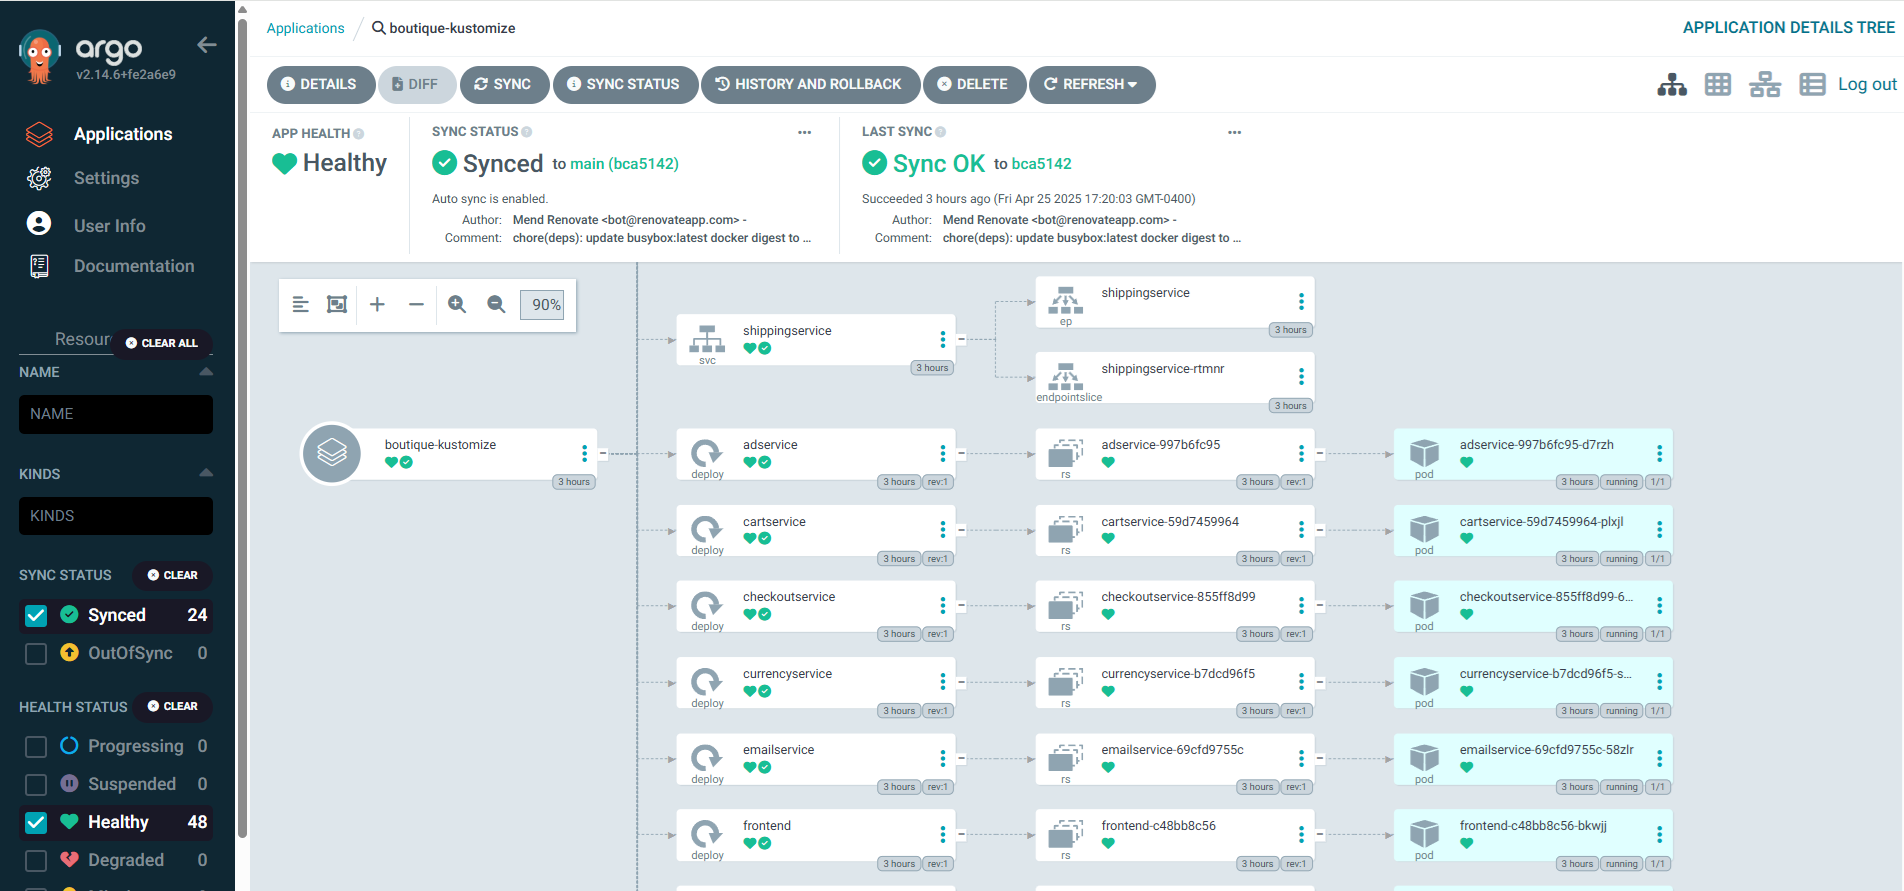 argo
v2.14.6+fe2a6e9
Applications
Settings
User Info
Documentation
Resour
CLEAR ALL
NAME
NAME
KINDS
KINDS
SYNC STATUS
CLEAR
Synced 24
OutOfSync 0
HEALTH STATUS
CLEAR
Progressing 0
Suspended 0
Healthy 48
Degraded 0
Applications / boutique-kustomize
APPLICATION DETAILS TREE
DETAILS
DIFF
SYNC
SYNC STATUS
HISTORY AND ROLLBACK
DELETE
REFRESH
Log out
APP HEALTH
Healthy
SYNC STATUS
Synced to main (bca5142)
Auto sync is enabled.
Author: Mend Renovate <bot@renovateapp.com> -
Comment: chore(deps): update busybox:latest docker digest to ...
LAST SYNC
Sync OK to bca5142
Succeeded 3 hours ago (Fri Apr 25 2025 17:20:03 GMT-0400)
Author: Mend Renovate <bot@renovateapp.com> -
Comment: chore(deps): update busybox:latest docker digest to ...
90%
boutique-kustomize
3 hours
shippingservice
svc
3 hours
shippingservice
ep
3 hours
shippingservice-rtmnr
endpointslice
3 hours
adservice
deploy
3 hours rev:1
adservice-997b6fc95
rs
3 hours rev:1
adservice-997b6fc95-d7rzh
pod
3 hours running 1/1
cartservice
deploy
3 hours rev:1
cartservice-59d7459964
rs
3 hours rev:1
cartservice-59d7459964-plxjl
pod
3 hours running 1/1
checkoutservice
deploy
3 hours rev:1
checkoutservice-855ff8d99
rs
3 hours rev:1
checkoutservice-855ff8d99-6...
pod
3 hours running 1/1
currencyservice
deploy
3 hours rev:1
currencyservice-b7dcd96f5
rs
3 hours rev:1
currencyservice-b7dcd96f5-s...
pod
3 hours running 1/1
emailservice
deploy
3 hours rev:1
emailservice-69cfd9755c
rs
3 hours rev:1
emailservice-69cfd9755c-58zlr
pod
3 hours running 1/1
frontend
deploy
3 hours rev:1
frontend-c48bb8c56
rs
3 hours rev:1
frontend-c48bb8c56-bkwjj
pod
3 hours running 1/1